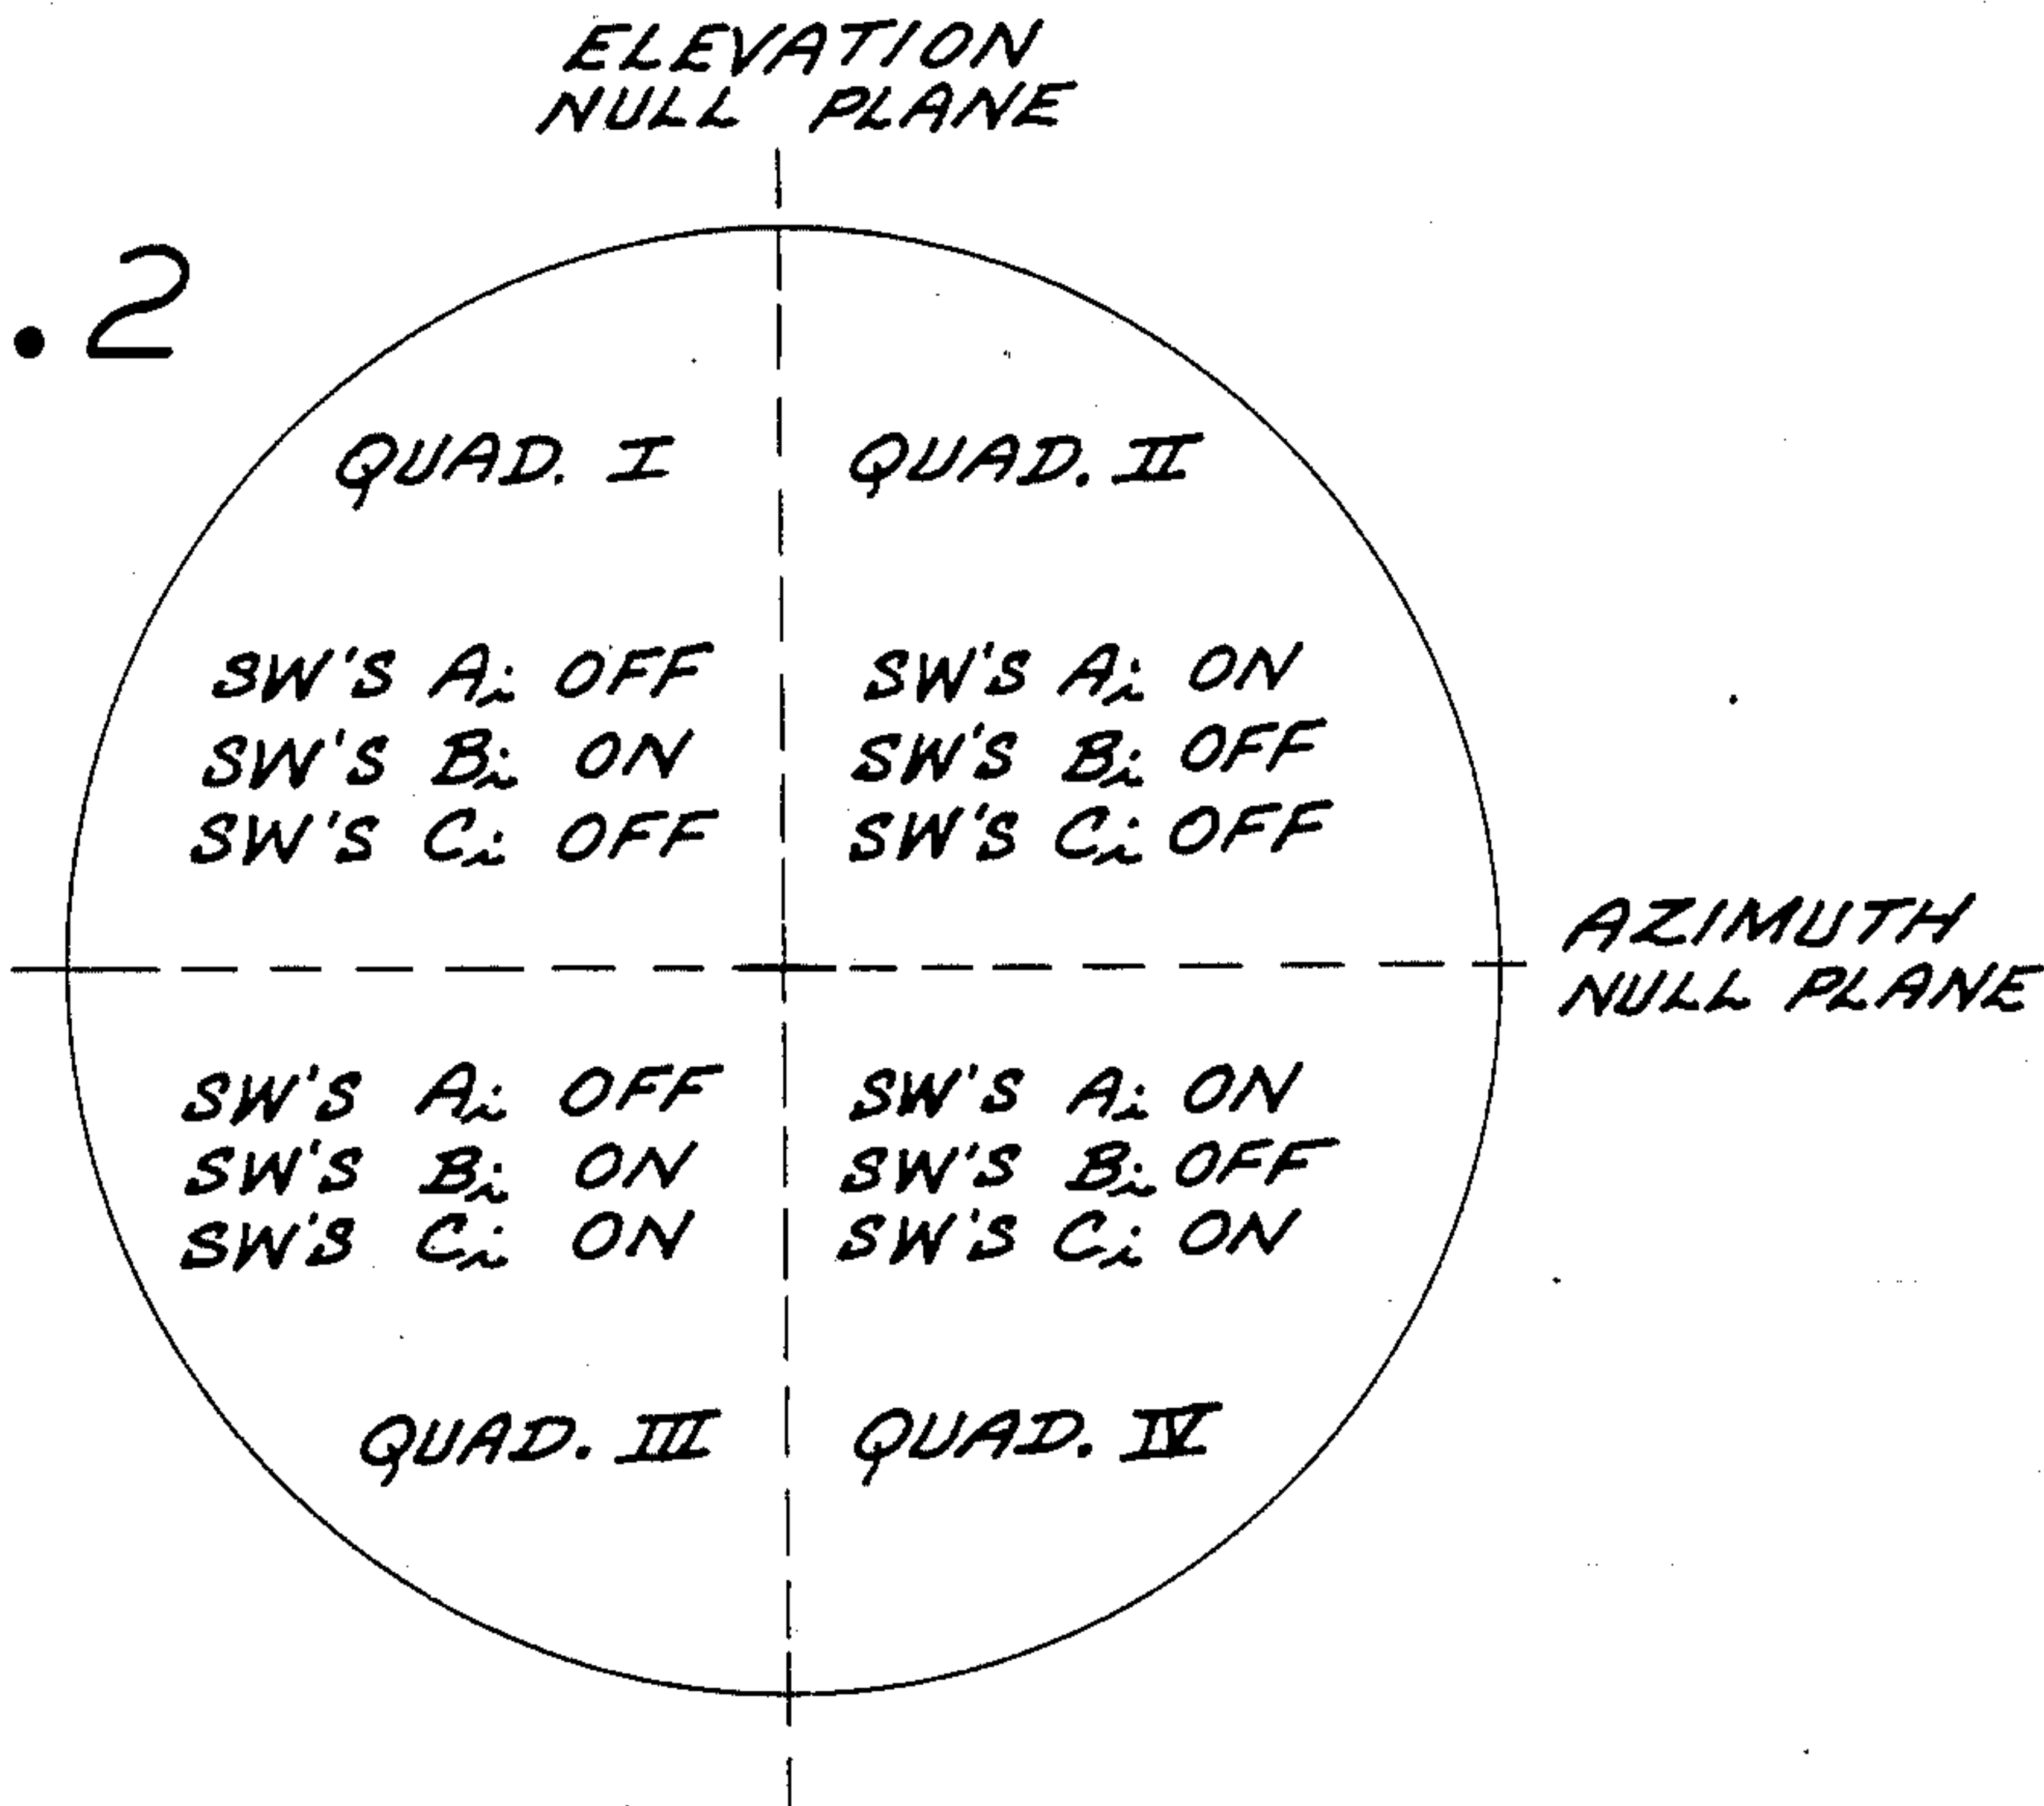 ELEVATION
NULL PLANE
.2
QUAD. I
QUAD. II
SW'S Ai OFF
SW'S Bi ON
SW'S Ci OFF
SW'S Ai ON
SW'S Bi OFF
SW'S Ci OFF
AZIMUTH
NULL PLANE
SW'S Ai OFF
SW'S Bi ON
SW'S Ci ON
SW'S Ai ON
SW'S Bi OFF
SW'S Ci ON
QUAD. III
QUAD. IV